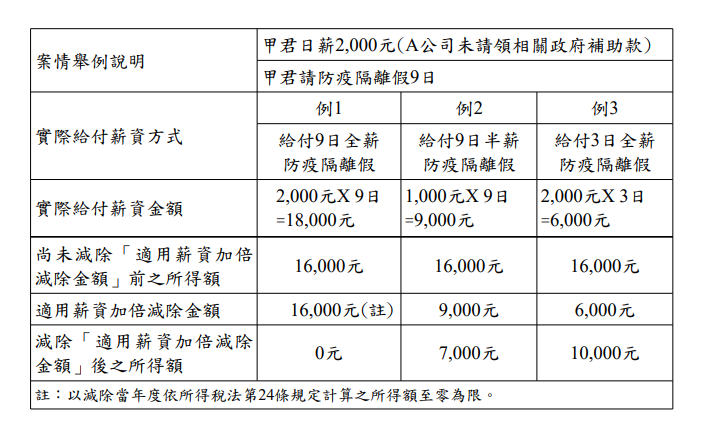 案情舉例說明
甲君日薪2,000元(A公司未請領相關政府補助款)
甲君請防疫隔離假9日
實際給付薪資方式
例1
例2
例3
給付9日全薪
防疫隔離假
給付9日半薪
防疫隔離假
給付3日全薪
防疫隔離假
實際給付薪資金額
2,000元X 9日
=18,000元
1,000元X 9日
=9,000元
2,000元X 3日
=6,000元
尚未減除「適用薪資加倍
減除金額」前之所得額
16,000元
16,000元
16,000元
適用薪資加倍減除金額
16,000元(註)
9,000元
6,000元
減除「適用薪資加倍減除
金額」後之所得額
0元
7,000元
10,000元
註：以減除當年度依所得稅法第24條規定計算之所得額至零為限。